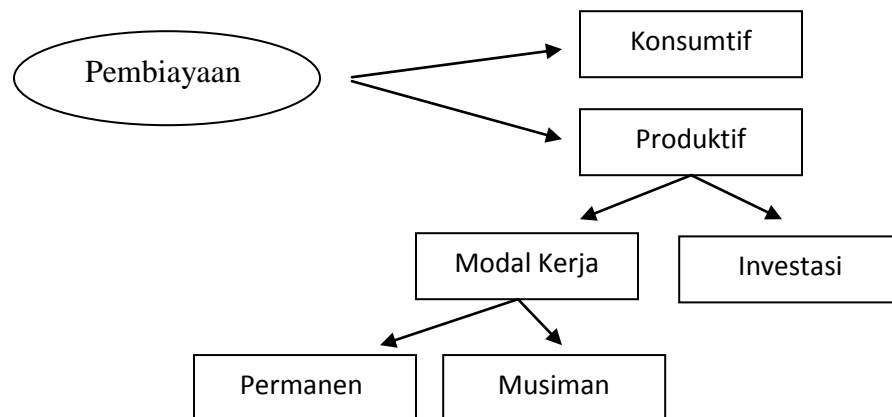 Pembiayaan
Konsumtif
Produktif
Modal Kerja
Investasi
Permanen
Musiman